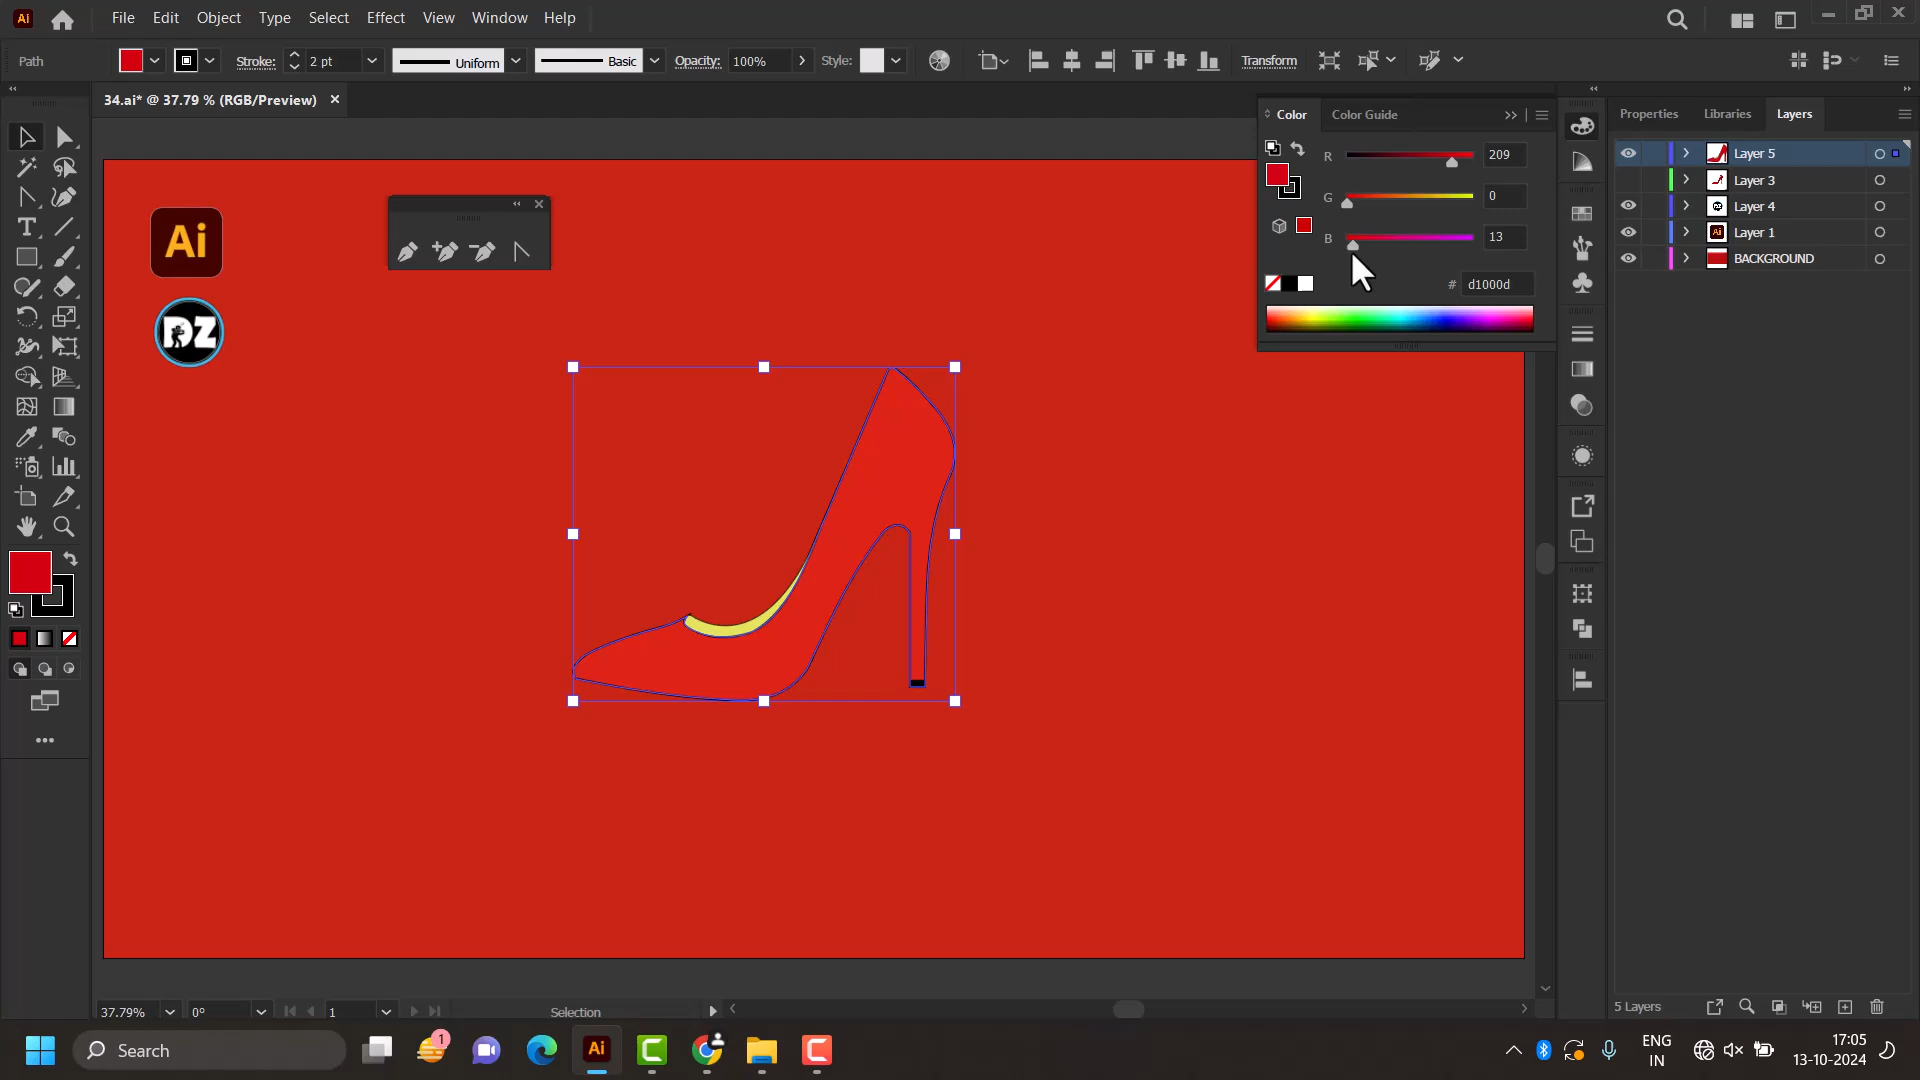 Ai File Edit Object Type Select Effect View Window Help
Path Stroke: 2 pt Uniform Basic Opacity: 100% Style: Transform
34.ai* @ 37.79 % (RGB/Preview)
Color Color Guide
Properties Libraries Layers
R 209
G 0
B 13
# d1000d
Layer 5
Layer 3
Layer 4
Layer 1
BACKGROUND
Ai
DZ
37.79% 0° 1 Selection
5 Layers
Search
1
Ai
ENG
IN
17:05
13-10-2024